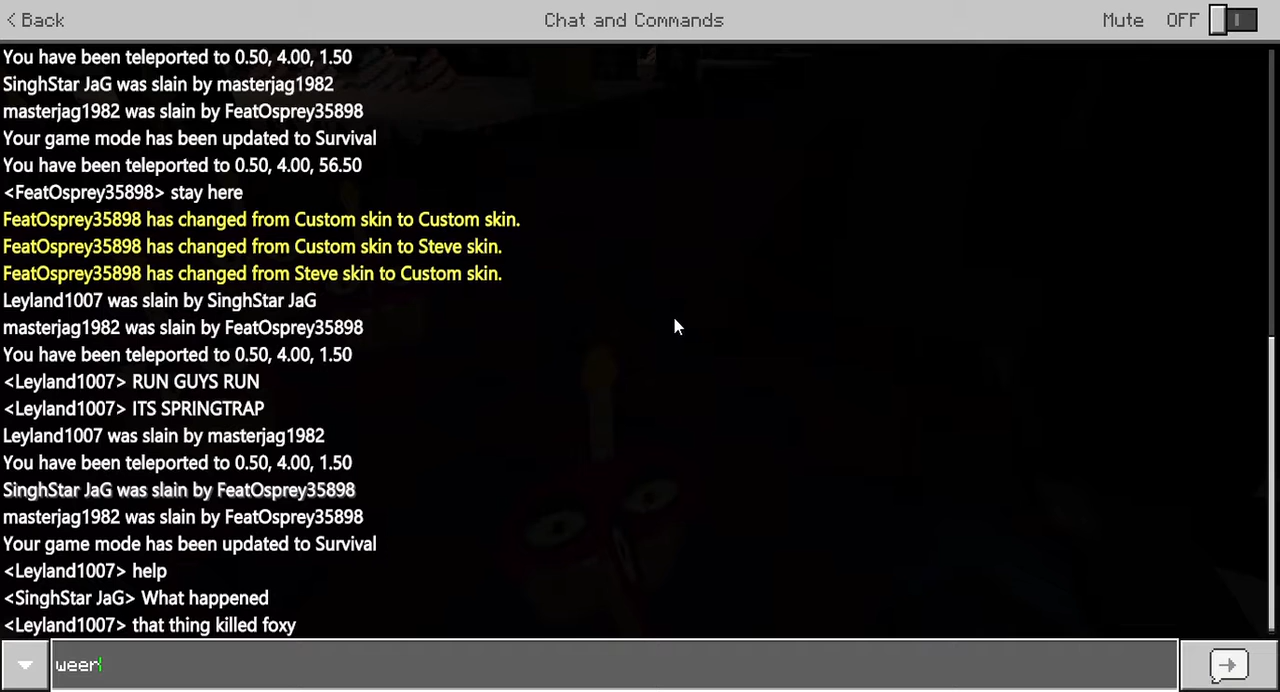 Back
Chat and Commands
Mute OFF
You have been teleported to 0.50, 4.00, 1.50
SinghStar JaG was slain by masterjag1982
masterjag1982 was slain by FeatOsprey35898
Your game mode has been updated to Survival
You have been teleported to 0.50, 4.00, 56.50
<FeatOsprey35898> stay here
FeatOsprey35898 has changed from Custom skin to Custom skin.
FeatOsprey35898 has changed from Custom skin to Steve skin.
FeatOsprey35898 has changed from Steve skin to Custom skin.
Leyland1007 was slain by SinghStar JaG
masterjag1982 was slain by FeatOsprey35898
You have been teleported to 0.50, 4.00, 1.50
<Leyland1007> RUN GUYS RUN
<Leyland1007> ITS SPRINGTRAP
Leyland1007 was slain by masterjag1982
You have been teleported to 0.50, 4.00, 1.50
SinghStar JaG was slain by FeatOsprey35898
masterjag1982 was slain by FeatOsprey35898
Your game mode has been updated to Survival
<Leyland1007> help
<SinghStar JaG> What happened
<Leyland1007> that thing killed foxy
weer